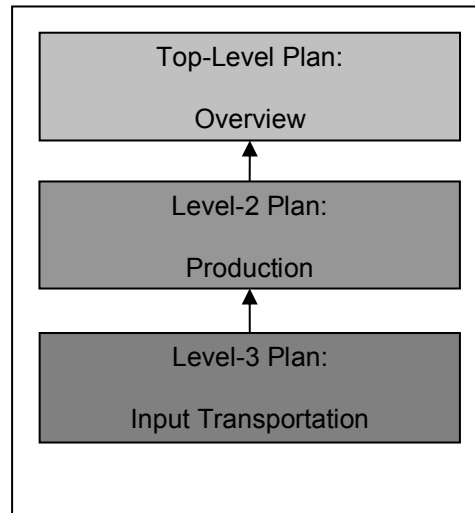 Top-Level Plan:
Overview
Level-2 Plan:
Production
Level-3 Plan:
Input Transportation